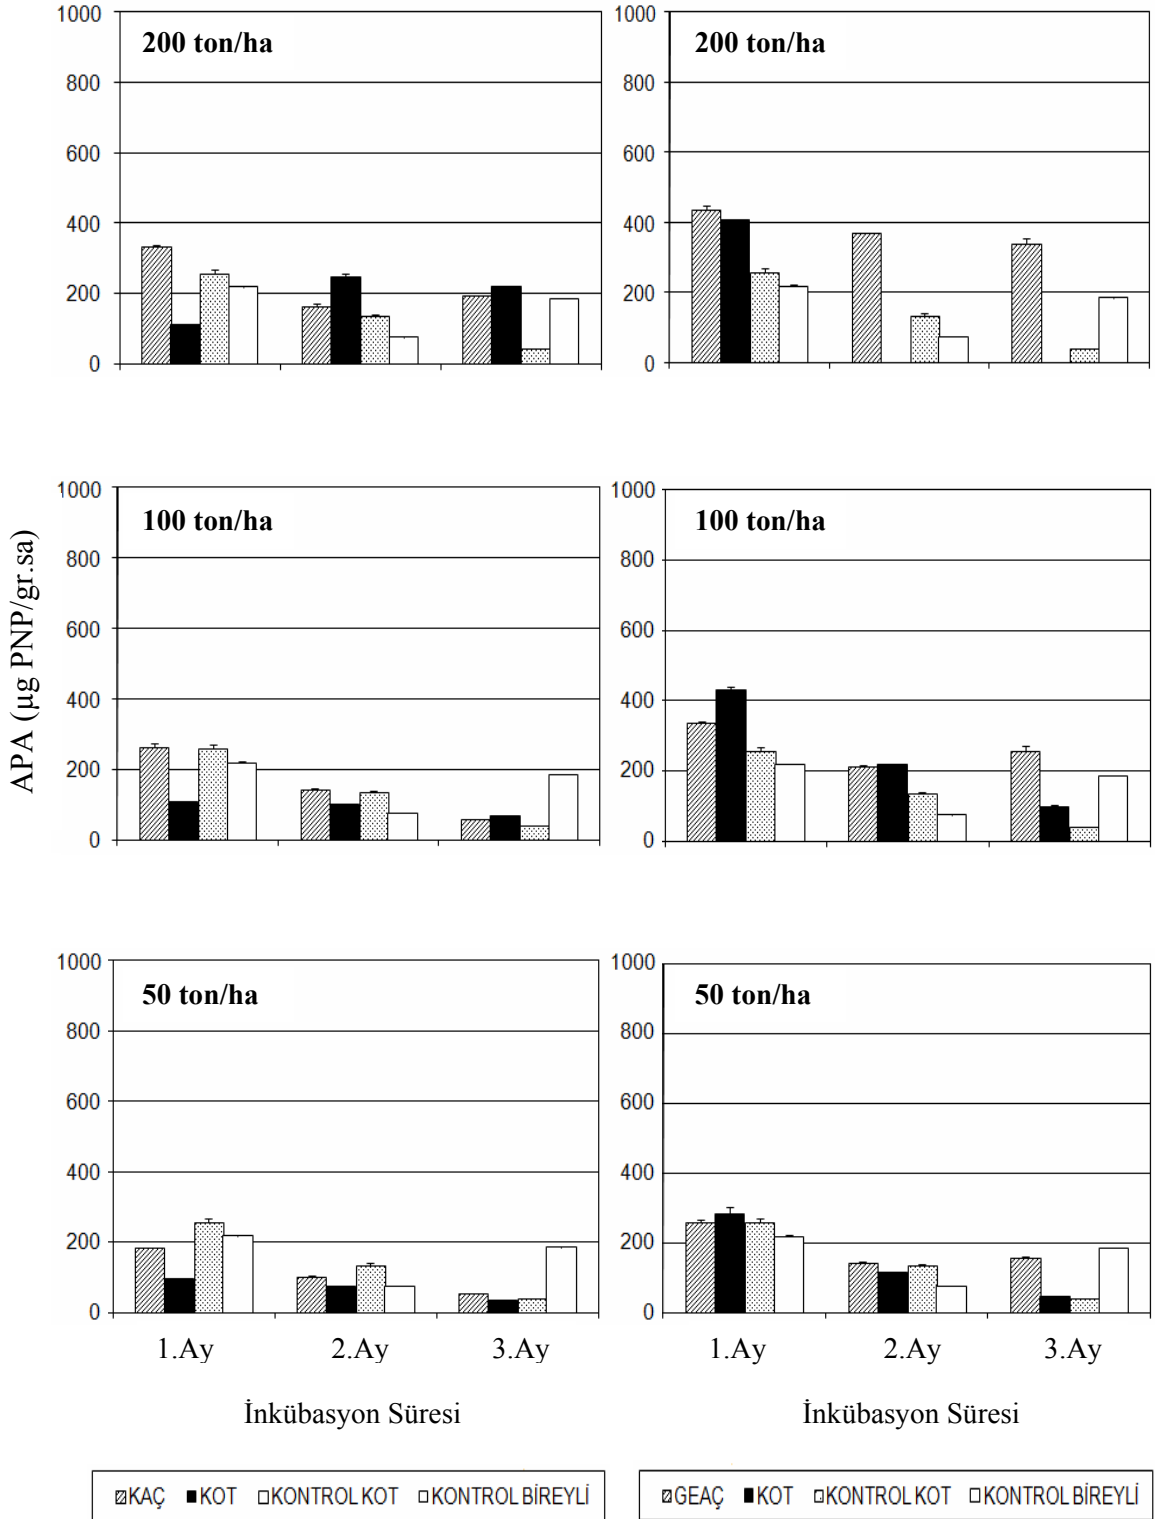 1000
800
600
400
200
0
200 ton/ha
1000
800
600
400
200
0
200 ton/ha
APA (µg PNP/gr.sa)
1000
800
600
400
200
0
100 ton/ha
1000
800
600
400
200
0
100 ton/ha
1000
800
600
400
200
0
50 ton/ha
1.Ay 2.Ay 3.Ay
İnkübasyon Süresi
1000
800
600
400
200
0
50 ton/ha
1.Ay 2.Ay 3.Ay
İnkübasyon Süresi
KAÇ KOT KONTROL KOT KONTROL BİREYLİ
GEAÇ KOT KONTROL KOT KONTROL BİREYLİ